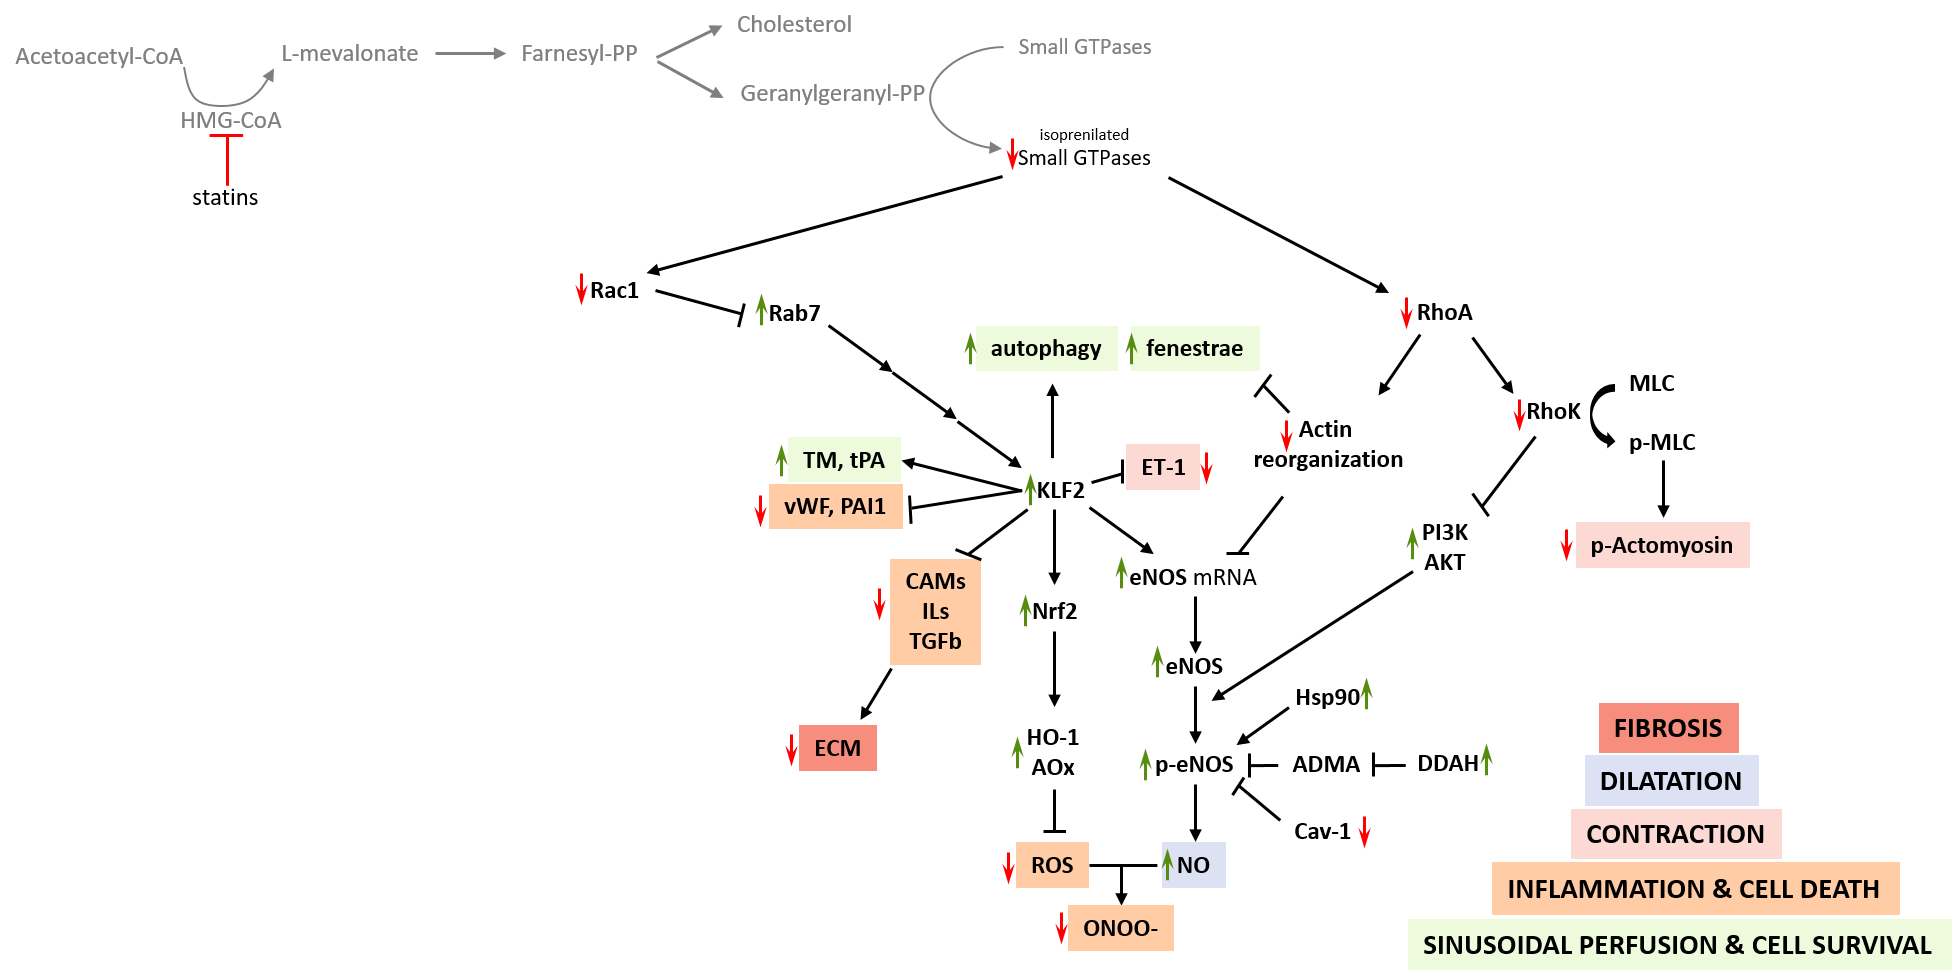 Cholesterol
Acetoacetyl-CoA
L-mevalonate
Farnesyl-PP
Small GTPases
Geranylgeranyl-PP
HMG-CoA
statins
isoprenilated
Small GTPases
Rac1
Rab7
RhoA
autophagy
fenestrae
MLC
RhoK
p-MLC
Actin
reorganization
TM, tPA
ET-1
KLF2
vWF, PAI1
PI3K
AKT
p-Actomyosin
CAMs
ILs
TGFb
eNOS mRNA
Nrf2
eNOS
Hsp90
ECM
HO-1
AOx
p-eNOS
ADMA
DDAH
Cav-1
ROS
NO
ONOO-
FIBROSIS
DILATATION
CONTRACTION
INFLAMMATION & CELL DEATH
SINUSOIDAL PERFUSION & CELL SURVIVAL